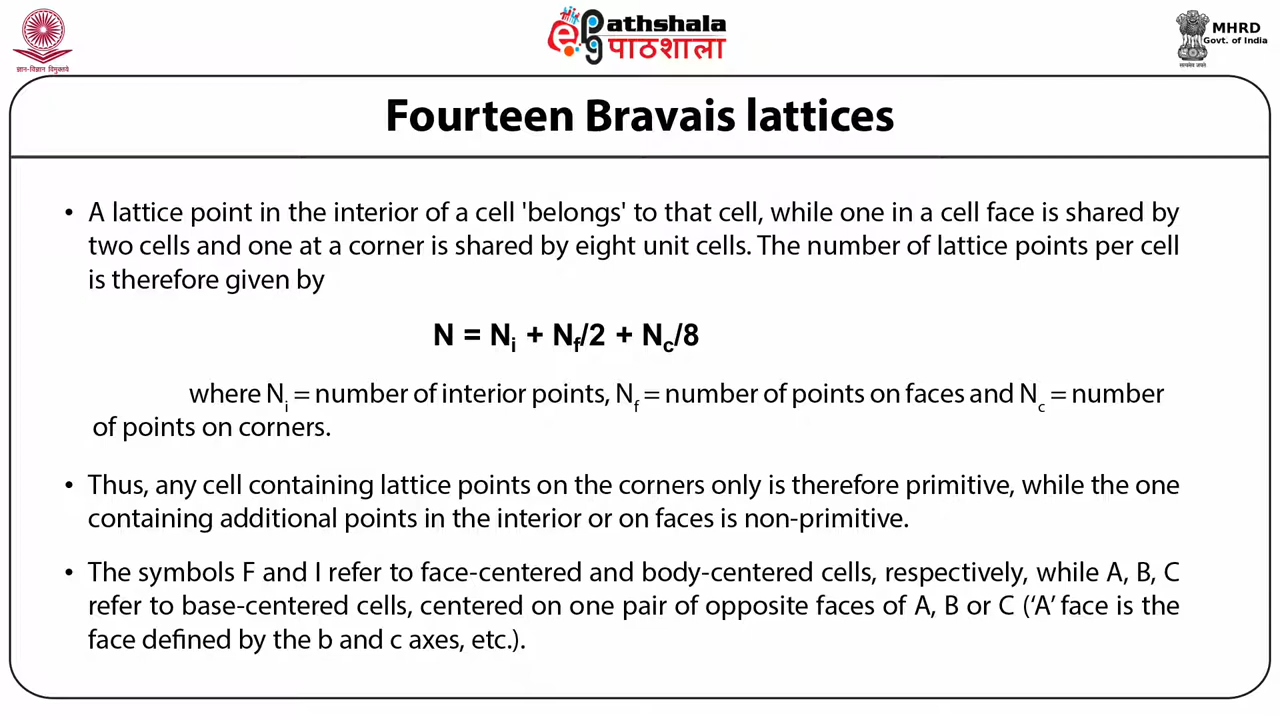 ज्ञान-विज्ञान विमुक्तये
ePathshala
पाठशाला
MHRD
Govt. of India
सत्यमेव जयते
Fourteen Bravais lattices
• A lattice point in the interior of a cell 'belongs' to that cell, while one in a cell face is shared by
two cells and one at a corner is shared by eight unit cells. The number of lattice points per cell
is therefore given by
N = Ni + Nf/2 + Nc/8
where Ni = number of interior points, Nf = number of points on faces and Nc = number
of points on corners.
• Thus, any cell containing lattice points on the corners only is therefore primitive, while the one
containing additional points in the interior or on faces is non-primitive.
• The symbols F and I refer to face-centered and body-centered cells, respectively, while A, B, C
refer to base-centered cells, centered on one pair of opposite faces of A, B or C (‘A’ face is the
face defined by the b and c axes, etc.).